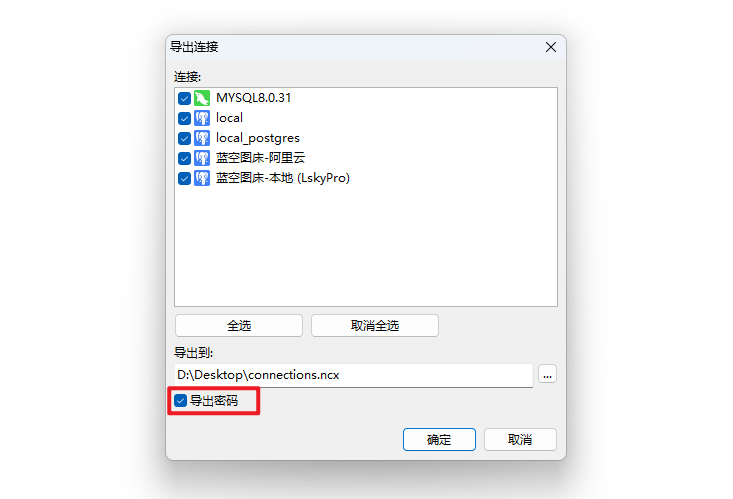 导出连接
连接:
MYSQL8.0.31
local
local_postgres
蓝空图床-阿里云
蓝空图床-本地 (LskyPro)
全选 取消全选
导出到:
D:\Desktop\connections.ncx ...
导出密码
确定 取消